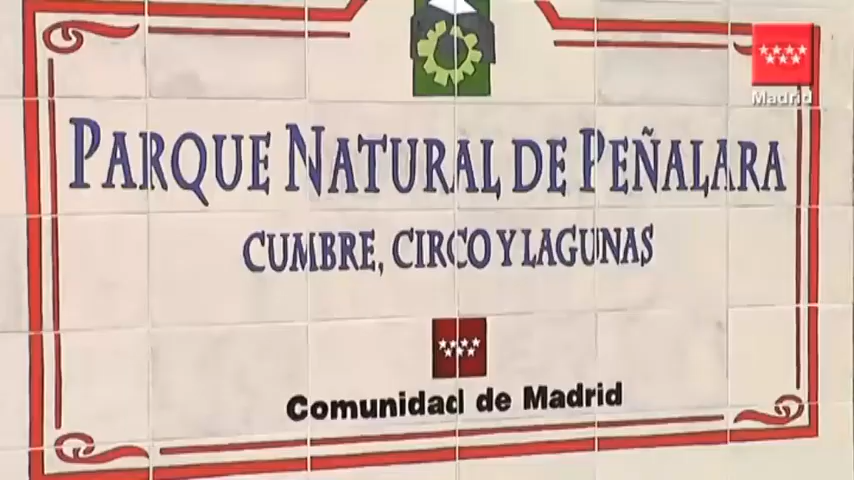 Madrid
PARQUE NATURAL DE PEÑALARA
CUMBRE, CIRCO Y LAGUNAS
Comunidad de Madrid